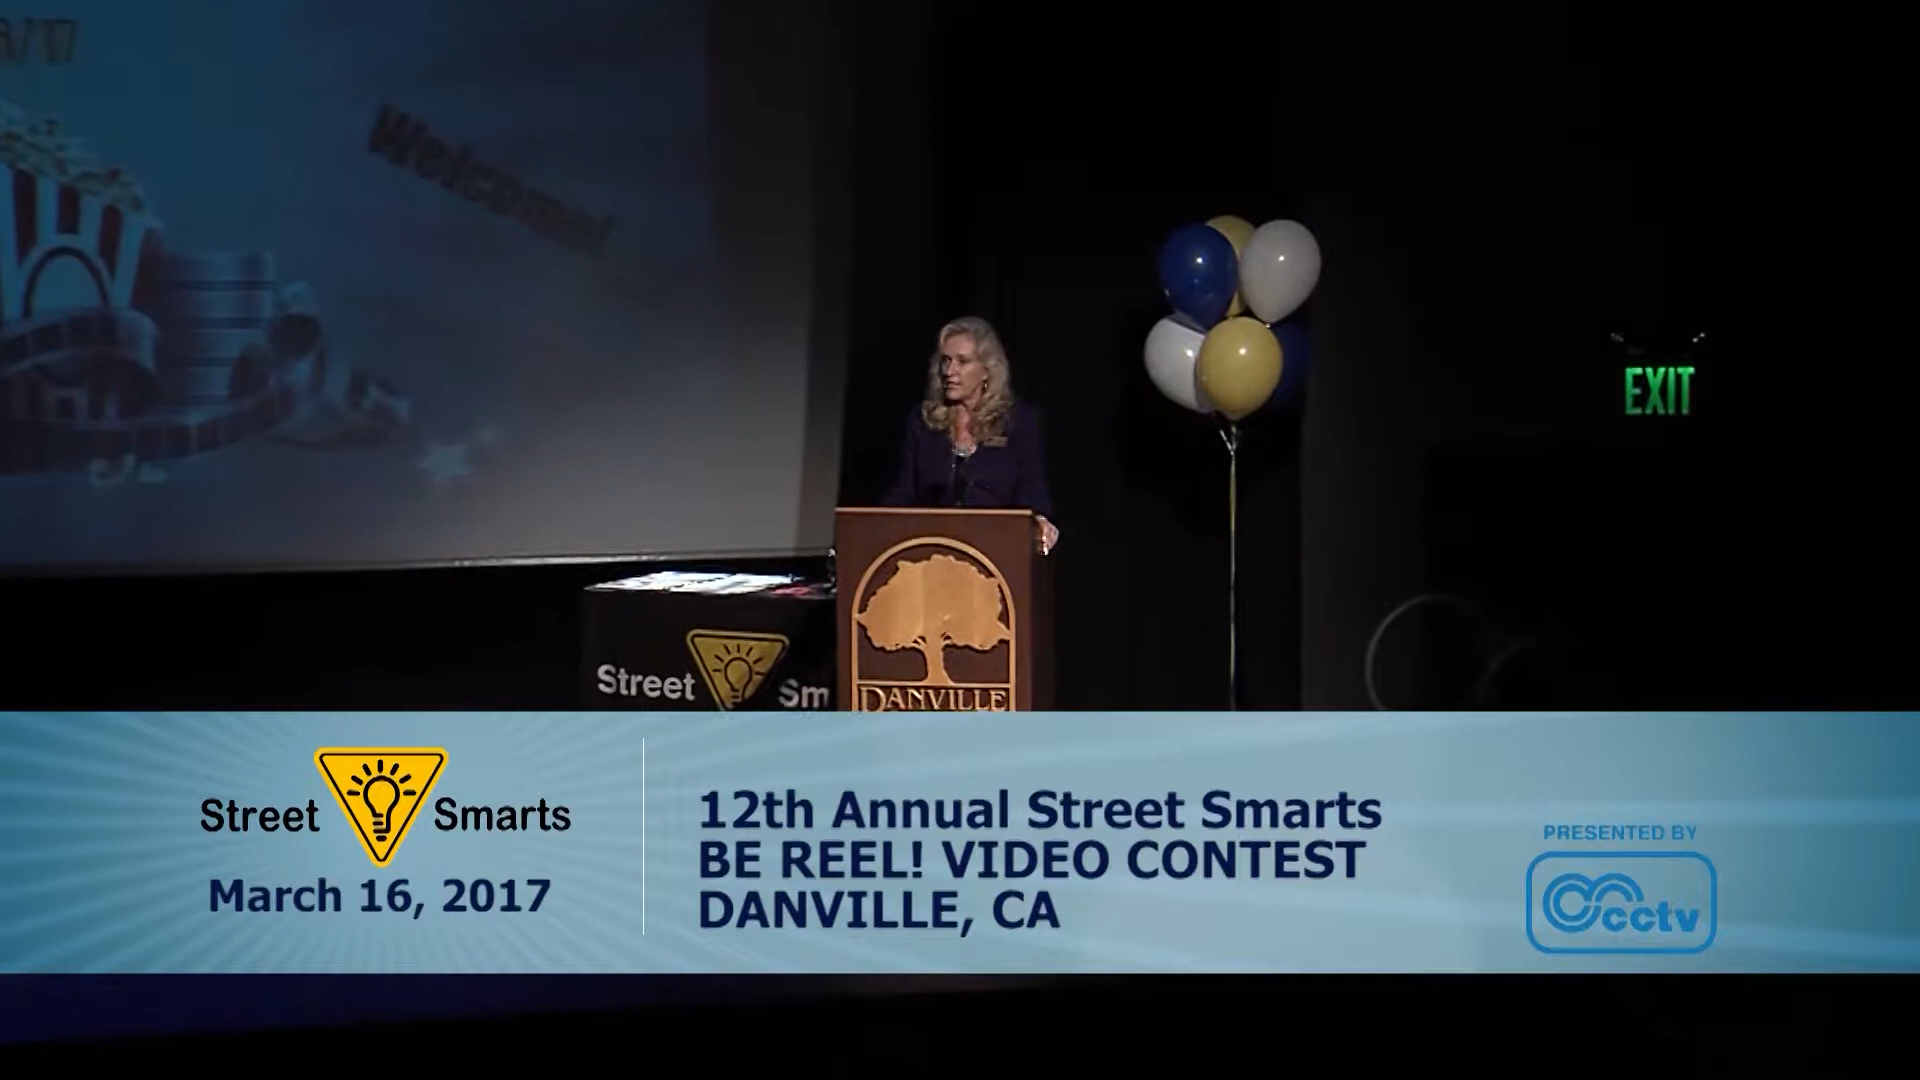 Welcome!
EXIT
Street Sm
DANVILLE
Street Smarts
March 16, 2017
12th Annual Street Smarts
BE REEL! VIDEO CONTEST
DANVILLE, CA
PRESENTED BY
cctv